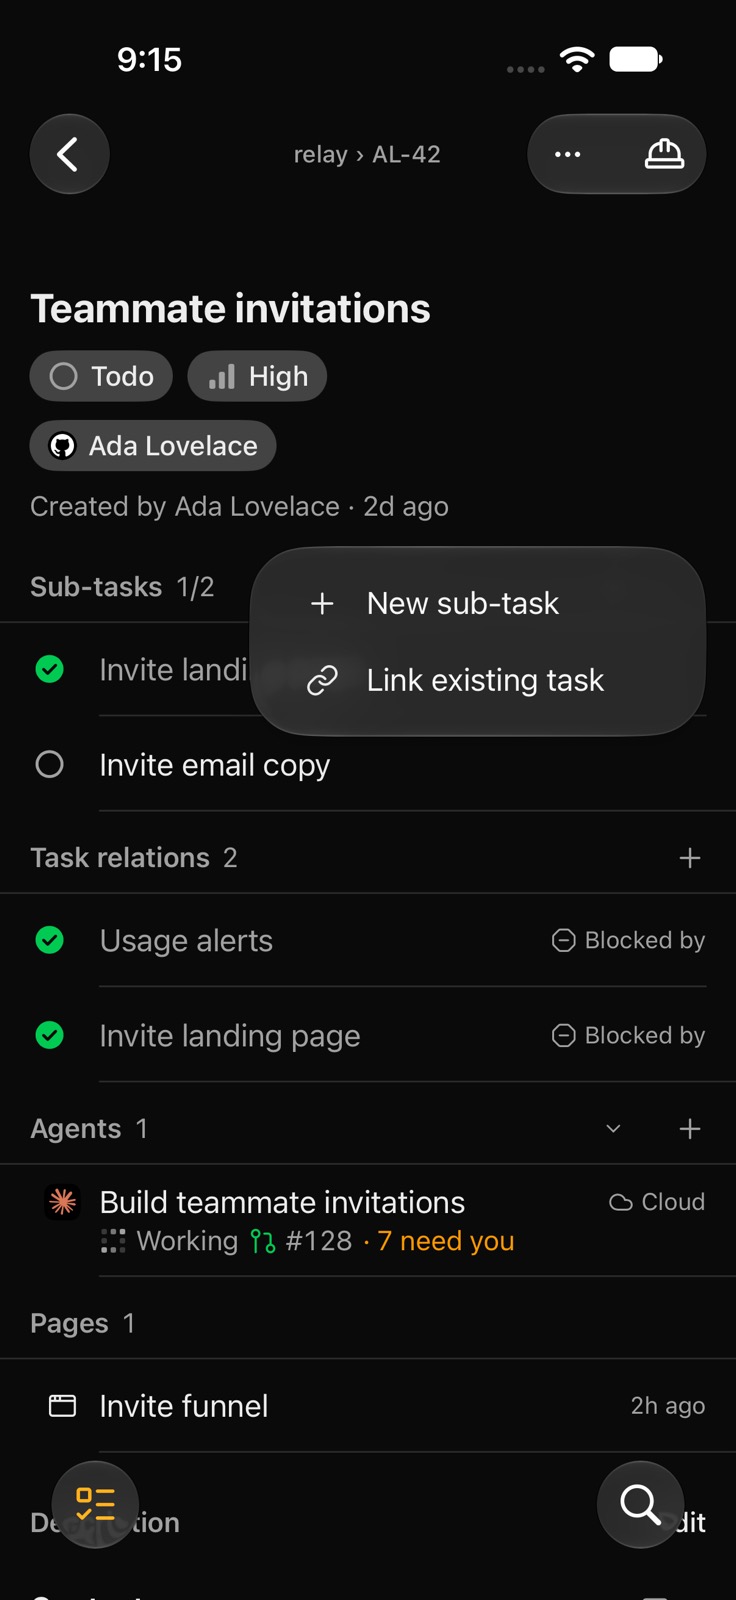 9:15
relay › AL-42
Teammate invitations
Todo
High
Ada Lovelace
Created by Ada Lovelace · 2d ago
Sub-tasks 1/2
New sub-task
Link existing task
Invite landi
Invite email copy
Task relations 2
Usage alerts
Blocked by
Invite landing page
Blocked by
Agents 1
Build teammate invitations
Cloud
Working #128 · 7 need you
Pages 1
Invite funnel
2h ago